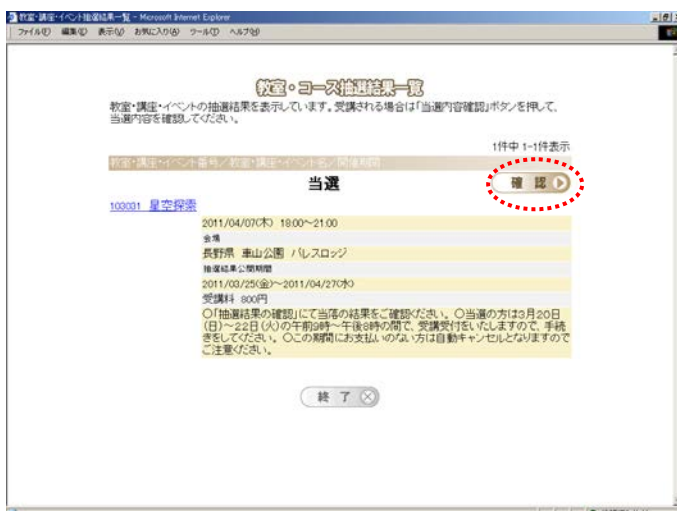 教室・講座・イベント抽選結果一覧 - Microsoft Internet Explorer
ファイル(F) 編集(E) 表示(V) お気に入り(A) ツール(T) ヘルプ(H)
教室・コース抽選結果一覧
教室・講座・イベントの抽選結果を表示しています。受講される場合は「当選内容確認」ボタンを押して、
当選内容を確認してください。
1件中 1-1件表示
教室・講座・イベント番号／教室・講座・イベント名／開催期間
当選
確 認
103031 星空探索
2011/04/07(木) 18:00～21:00
会場
長野県 車山公園 パレスロッジ
抽選結果公開期間
2011/03/25(金)～2011/04/27(水)
受講料 800円
○「抽選結果の確認」にて当落の結果をご確認ください。○当選の方は3月20日
(日)～22日(火)の午前9時～午後8時の間で、受講受付をいたしますので、手続
きをしてください。○この期間にお支払いのない方は自動キャンセルとなりますので
ご注意ください。
終 了